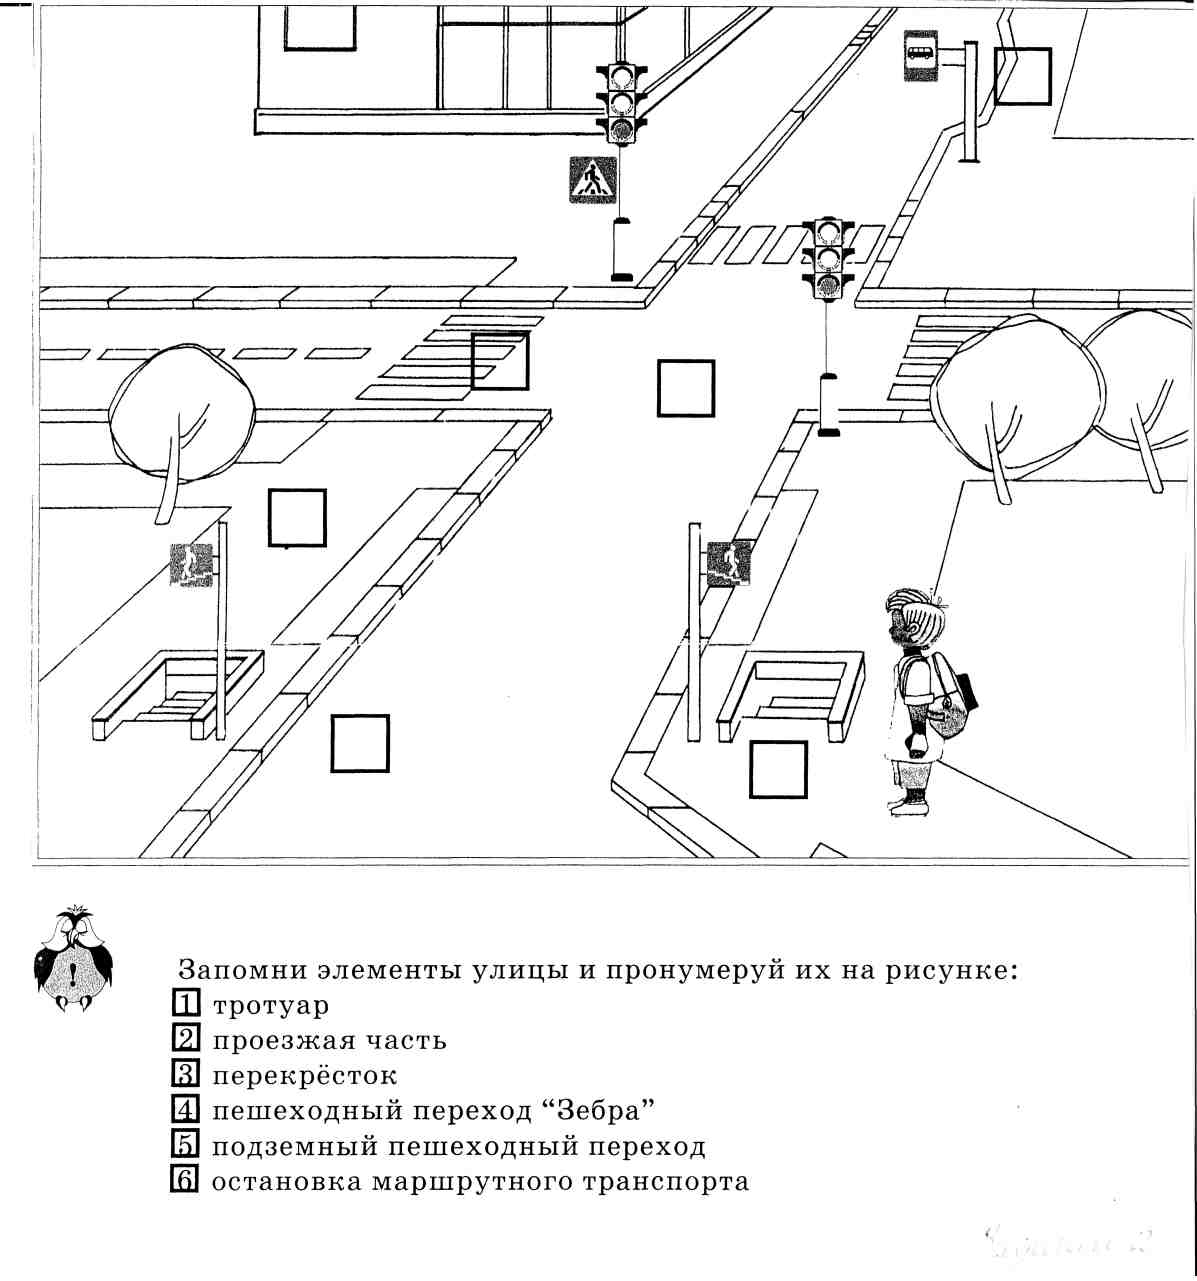 Запомни элементы улицы и пронумеруй их на рисунке:
1 тротуар
2 проезжая часть
3 перекрёсток
4 пешеходный переход “Зебра”
5 подземный пешеходный переход
6 остановка маршрутного транспорта